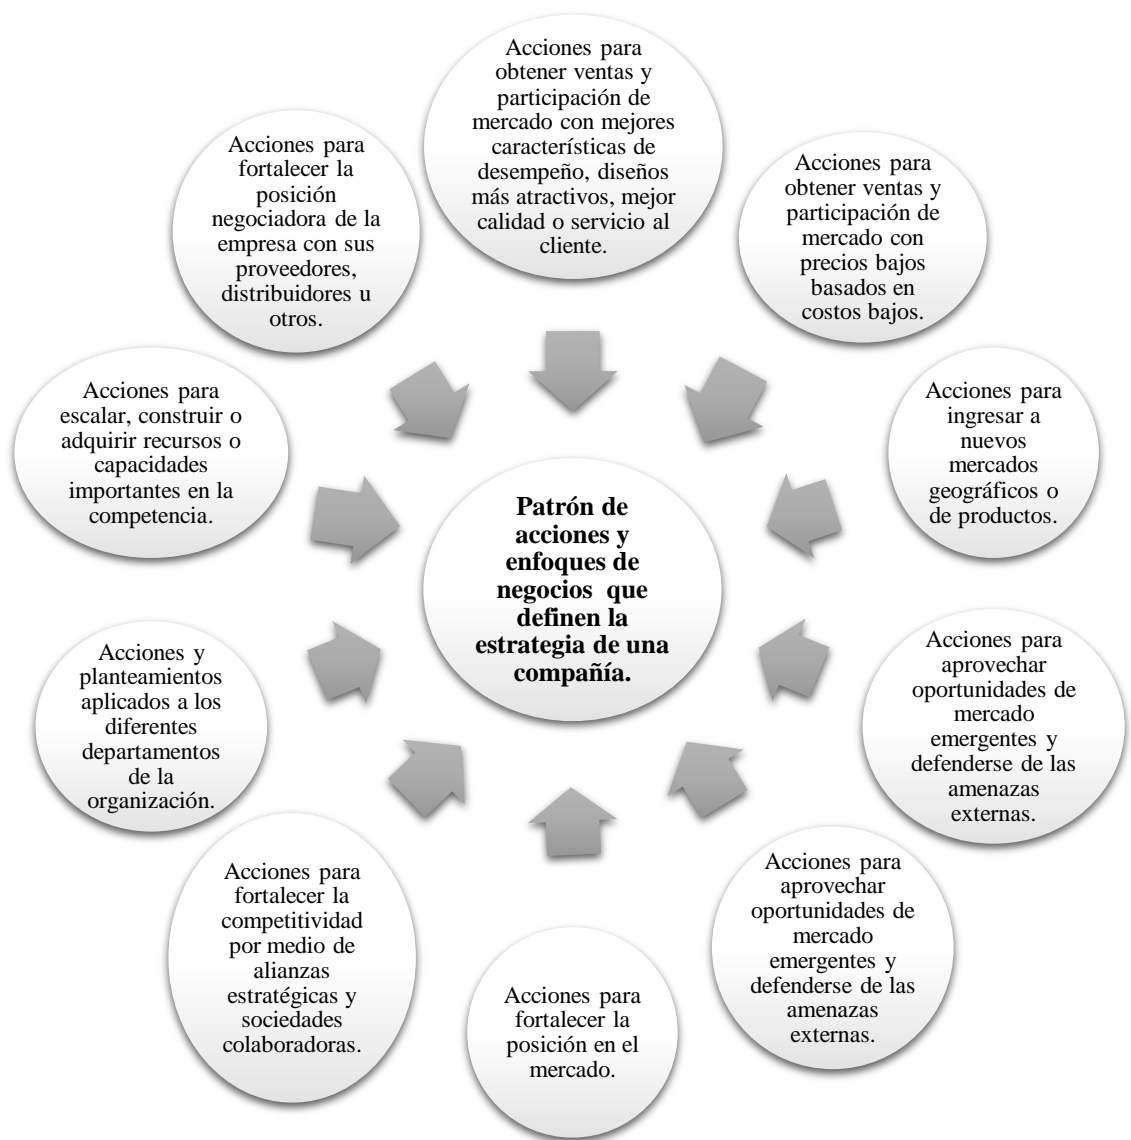 Acciones para
obtener ventas y
participación de
mercado con mejores
características de
desempeño, diseños
más atractivos, mejor
calidad o servicio al
cliente.
Acciones para
obtener ventas y
participación de
mercado con
precios bajos
basados en
costos bajos.
Acciones para
ingresar a
nuevos
mercados
geográficos o
de productos.
Acciones para
aprovechar
oportunidades de
mercado
emergentes y
defenderse de las
amenazas
externas.
Acciones para
aprovechar
oportunidades de
mercado
emergentes y
defenderse de las
amenazas
externas.
Acciones para
fortalecer la
posición en el
mercado.
Acciones para
fortalecer la
competitividad
por medio de
alianzas
estratégicas y
sociedades
colaboradoras.
Acciones y
planteamientos
aplicados a los
diferentes
departamentos
de la
organización.
Acciones para
escalar, construir o
adquirir recursos o
capacidades
importantes en la
competencia.
Acciones para
fortalecer la
posición
negociadora de la
empresa con sus
proveedores,
distribuidores u
otros.
Patrón de
acciones y
enfoques de
negocios que
definen la
estrategia de una
compañía.